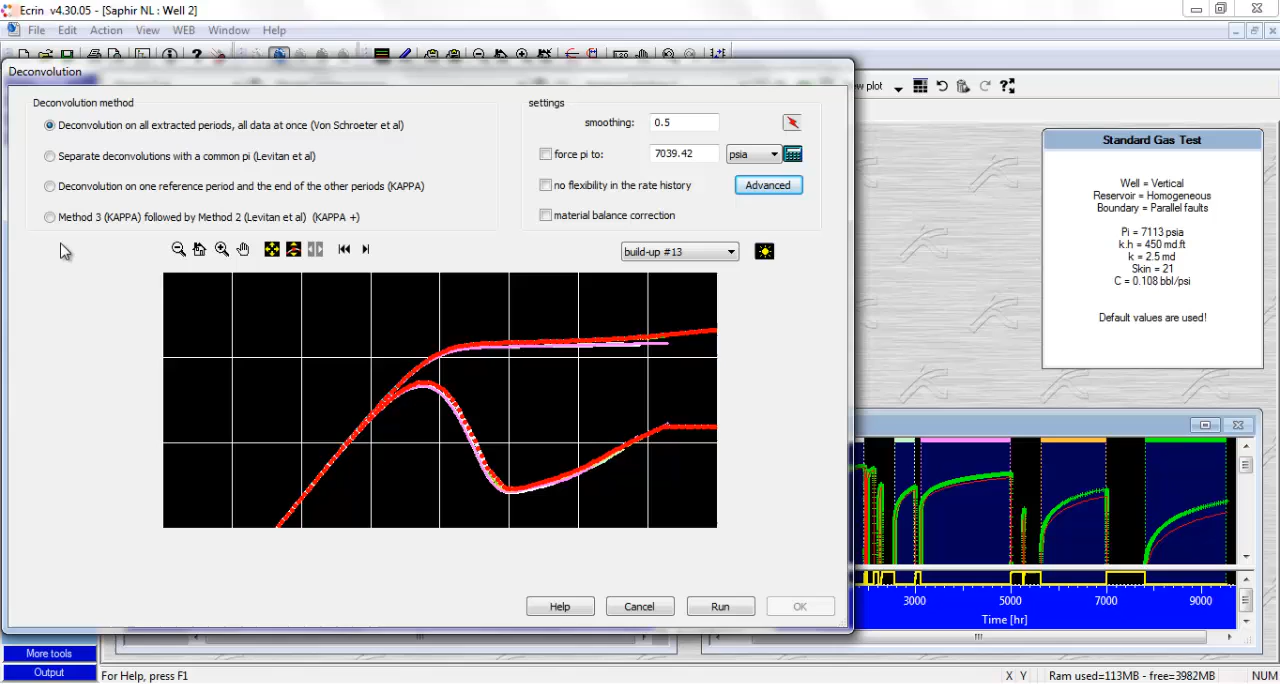 Ecrin v4.30.05 - [Saphir NL : Well 2]
File Edit Action View WEB Window Help
Deconvolution
Deconvolution method
Deconvolution on all extracted periods, all data at once (Von Schroeter et al)
Separate deconvolutions with a common pi (Levitan et al)
Deconvolution on one reference period and the end of the other periods (KAPPA)
Method 3 (KAPPA) followed by Method 2 (Levitan et al) (KAPPA +)
settings
smoothing: 0.5
force pi to: 7039.42 psia
no flexibility in the rate history Advanced
material balance correction
build-up #13
Help Cancel Run OK
plot
Standard Gas Test
Well = Vertical
Reservoir = Homogeneous
Boundary = Parallel faults
Pi = 7113 psia
k.h = 450 md.ft
k = 2.5 md
Skin = 21
C = 0.108 bbl/psi
Default values are used!
3000 5000 7000 9000
Time [hr]
More tools
Output
For Help, press F1
X Y Ram used=113MB - free=3982MB NUM